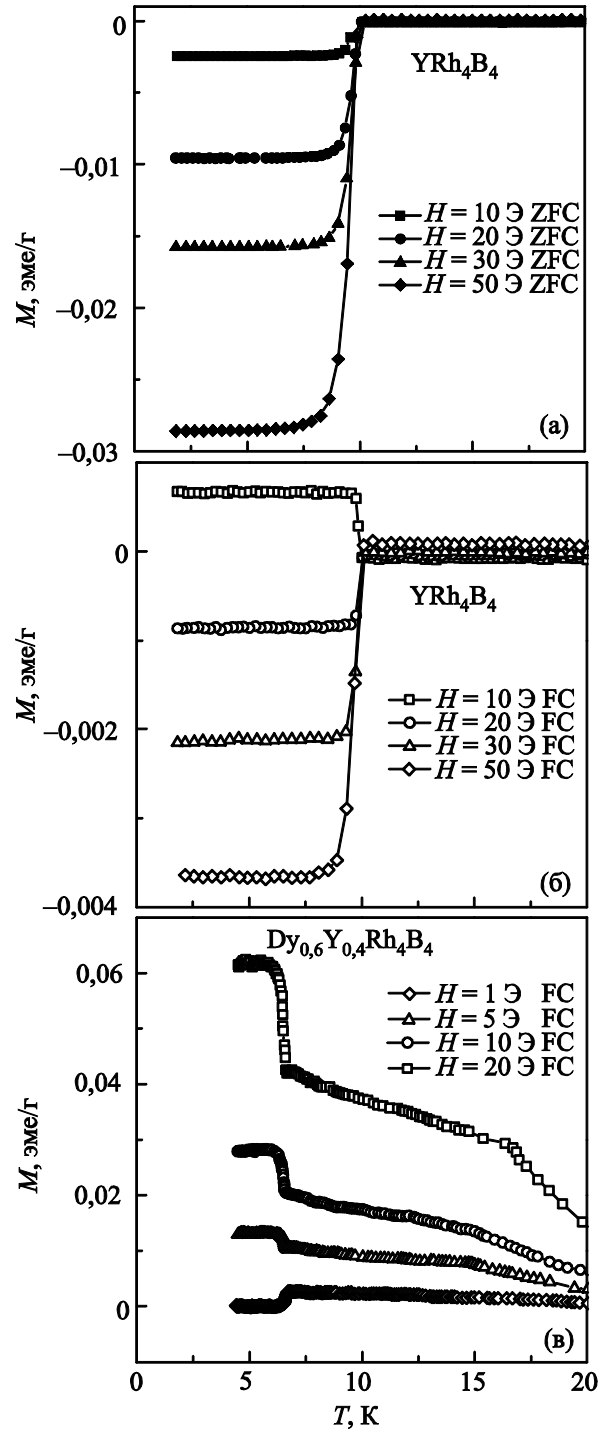 0
YRh₄B₄
–0,01
H = 10 Э ZFC
H = 20 Э ZFC
H = 30 Э ZFC
H = 50 Э ZFC
M, эме/г
–0,02
(а)
–0,03
0
YRh₄B₄
M, эме/г
H = 10 Э FC
H = 20 Э FC
–0,002
H = 30 Э FC
H = 50 Э FC
(б)
–0,004
Dy₀,₆Y₀,₄Rh₄B₄
0,06
H = 1 Э FC
H = 5 Э FC
H = 10 Э FC
H = 20 Э FC
0,04
M, эме/г
0,02
0
(в)
0 5 10 15 20
T, К